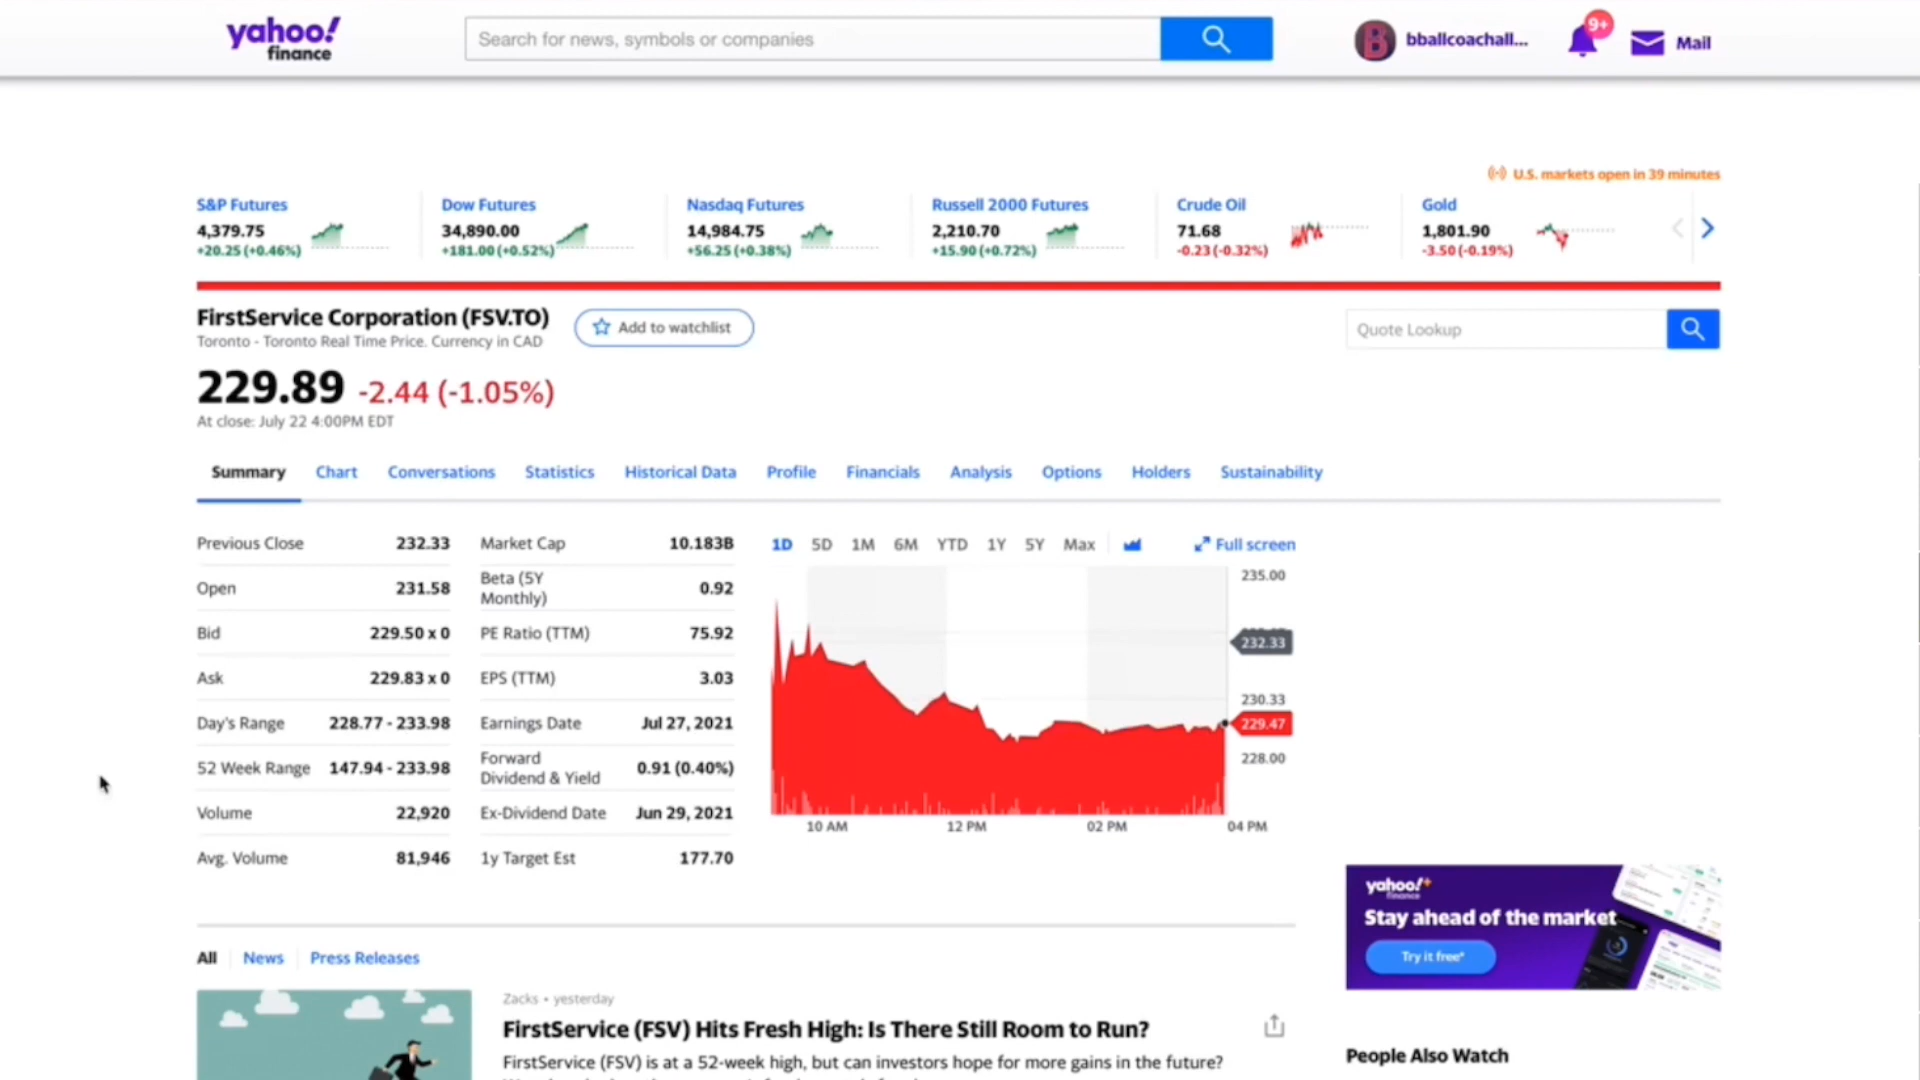 yahoo!
finance
Search for news, symbols or companies
B
bballcoachall...
9+
Mail
U.S. markets open in 39 minutes
S&P Futures
4,379.75
+20.25 (+0.46%)
Dow Futures
34,890.00
+181.00 (+0.52%)
Nasdaq Futures
14,984.75
+56.25 (+0.38%)
Russell 2000 Futures
2,210.70
+15.90 (+0.72%)
Crude Oil
71.68
-0.23 (-0.32%)
Gold
1,801.90
-3.50 (-0.19%)
FirstService Corporation (FSV.TO)
Toronto - Toronto Real Time Price. Currency in CAD
Add to watchlist
Quote Lookup
229.89 -2.44 (-1.05%)
At close: July 22 4:00PM EDT
Summary Chart Conversations Statistics Historical Data Profile Financials Analysis Options Holders Sustainability
Previous Close 232.33
Open 231.58
Bid 229.50 x 0
Ask 229.83 x 0
Day's Range 228.77 - 233.98
52 Week Range 147.94 - 233.98
Volume 22,920
Avg. Volume 81,946
Market Cap 10.183B
Beta (5Y
Monthly) 0.92
PE Ratio (TTM) 75.92
EPS (TTM) 3.03
Earnings Date Jul 27, 2021
Forward
Dividend & Yield 0.91 (0.40%)
Ex-Dividend Date Jun 29, 2021
1y Target Est 177.70
1D 5D 1M 6M YTD 1Y 5Y Max
Full screen
235.00
232.33
230.33
229.47
228.00
10 AM 12 PM 02 PM 04 PM
yahoo!+
finance
Stay ahead of the market
Try it free*
All News Press Releases
Zacks • yesterday
FirstService (FSV) Hits Fresh High: Is There Still Room to Run?
FirstService (FSV) is at a 52-week high, but can investors hope for more gains in the future?
People Also Watch